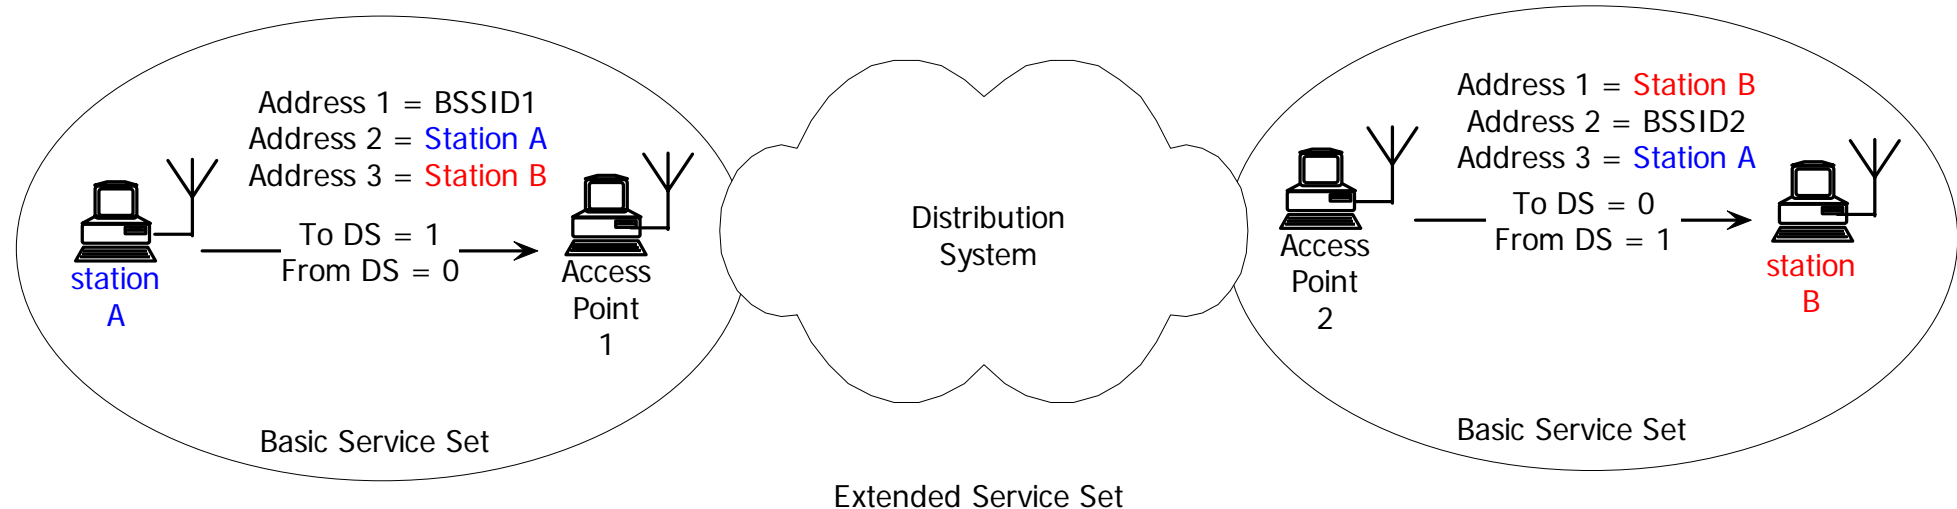 Address 1 = BSSID1
Address 2 = Station A
Address 3 = Station B
To DS = 1
From DS = 0
station
A
Access
Point
1
Basic Service Set
Distribution
System
Address 1 = Station B
Address 2 = BSSID2
Address 3 = Station A
To DS = 0
From DS = 1
Access
Point
2
station
B
Basic Service Set
Extended Service Set